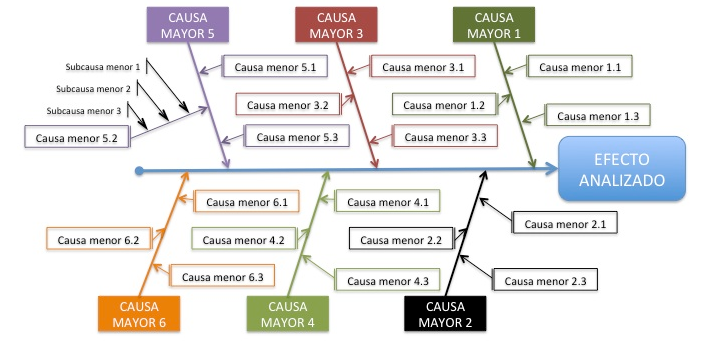 CAUSA
MAYOR 5
CAUSA
MAYOR 3
CAUSA
MAYOR 1
Subcausa menor 1
Subcausa menor 2
Subcausa menor 3
Causa menor 5.1
Causa menor 5.2
Causa menor 5.3
Causa menor 3.1
Causa menor 3.2
Causa menor 3.3
Causa menor 1.1
Causa menor 1.2
Causa menor 1.3
EFECTO
ANALIZADO
Causa menor 6.1
Causa menor 6.2
Causa menor 6.3
Causa menor 4.1
Causa menor 4.2
Causa menor 4.3
Causa menor 2.1
Causa menor 2.2
Causa menor 2.3
CAUSA
MAYOR 6
CAUSA
MAYOR 4
CAUSA
MAYOR 2